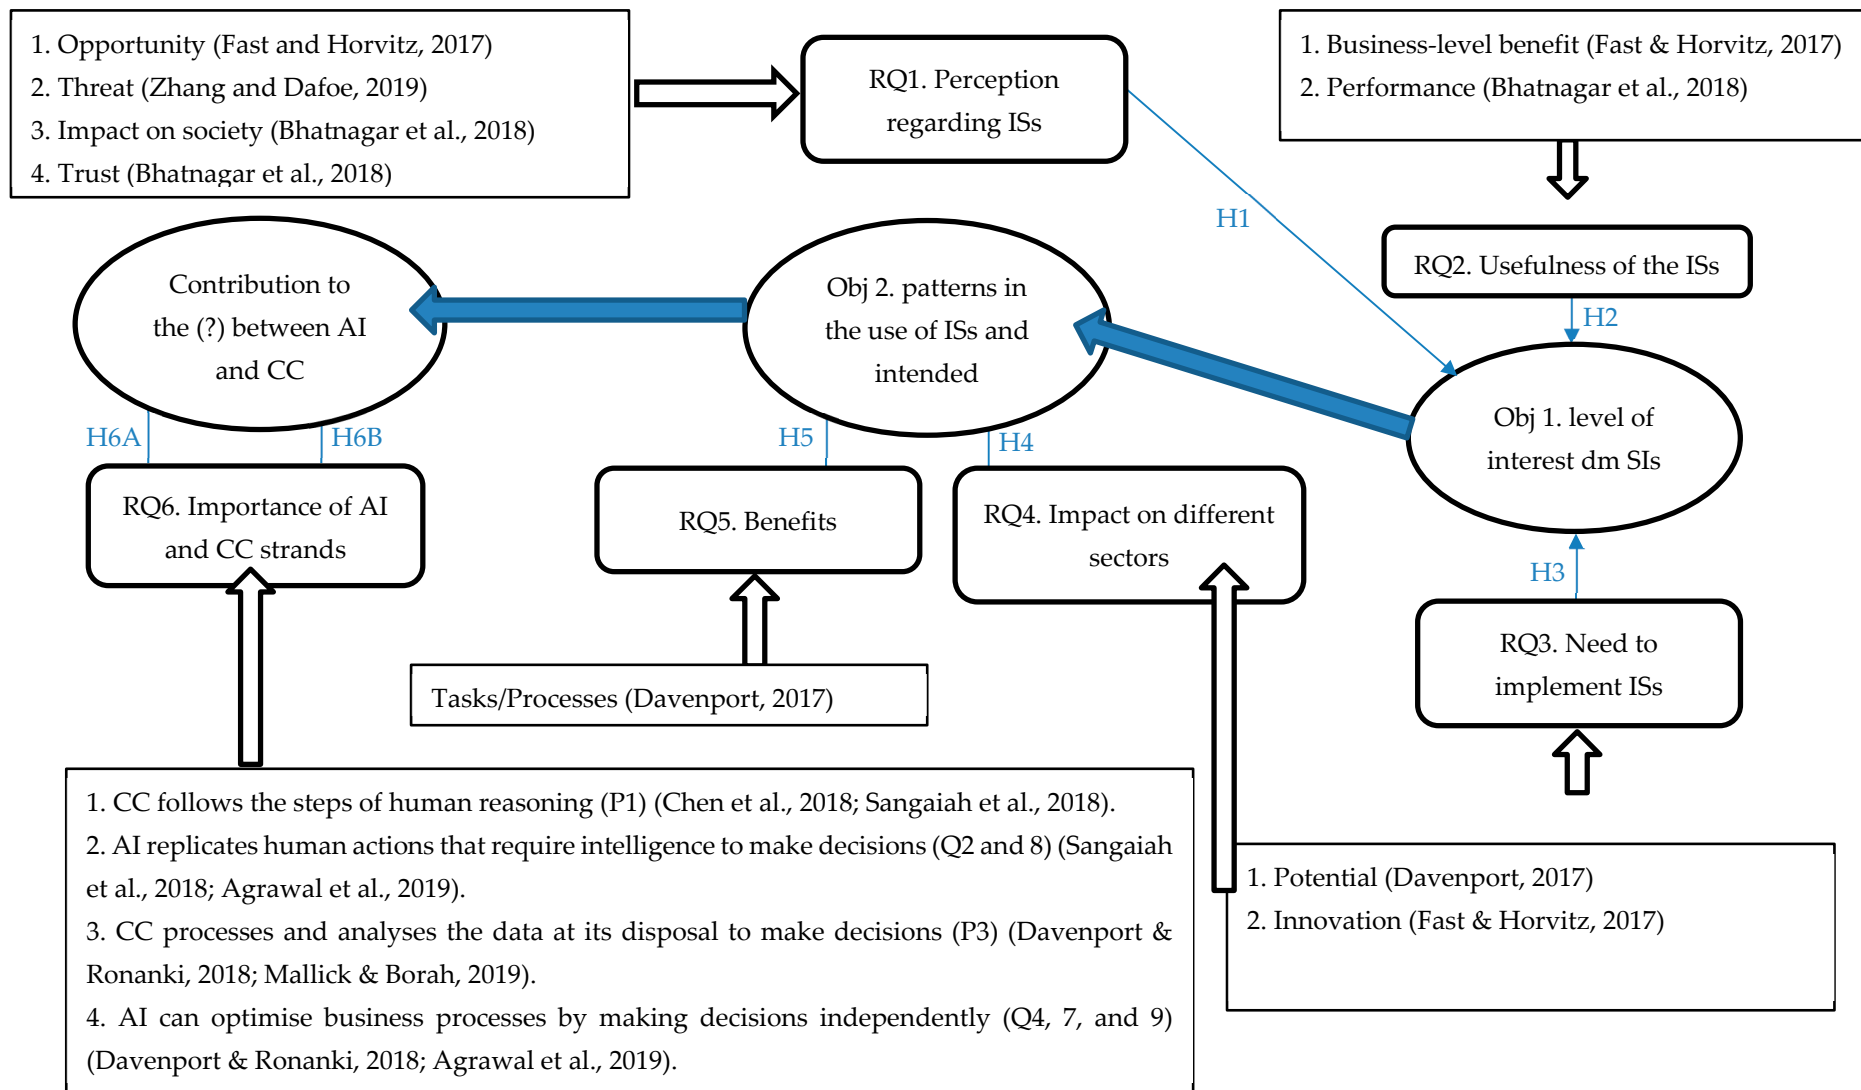 1. Opportunity (Fast and Horvitz, 2017)
2. Threat (Zhang and Dafoe, 2019)
3. Impact on society (Bhatnagar et al., 2018)
4. Trust (Bhatnagar et al., 2018)
RQ1. Perception
regarding ISs
1. Business-level benefit (Fast & Horvitz, 2017)
2. Performance (Bhatnagar et al., 2018)
H1
RQ2. Usefulness of the ISs
H2
Contribution to
the (?) between AI
and CC
Obj 2. patterns in
the use of ISs and
intended
Obj 1. level of
interest dm SIs
H6A
H6B
H5
H4
H3
RQ6. Importance of AI
and CC strands
RQ5. Benefits
RQ4. Impact on different
sectors
RQ3. Need to
implement ISs
Tasks/Processes (Davenport, 2017)
1. CC follows the steps of human reasoning (P1) (Chen et al., 2018; Sangaiah et al., 2018).
2. AI replicates human actions that require intelligence to make decisions (Q2 and 8) (Sangaiah
et al., 2018; Agrawal et al., 2019).
3. CC processes and analyses the data at its disposal to make decisions (P3) (Davenport &
Ronanki, 2018; Mallick & Borah, 2019).
4. AI can optimise business processes by making decisions independently (Q4, 7, and 9)
(Davenport & Ronanki, 2018; Agrawal et al., 2019).
1. Potential (Davenport, 2017)
2. Innovation (Fast & Horvitz, 2017)